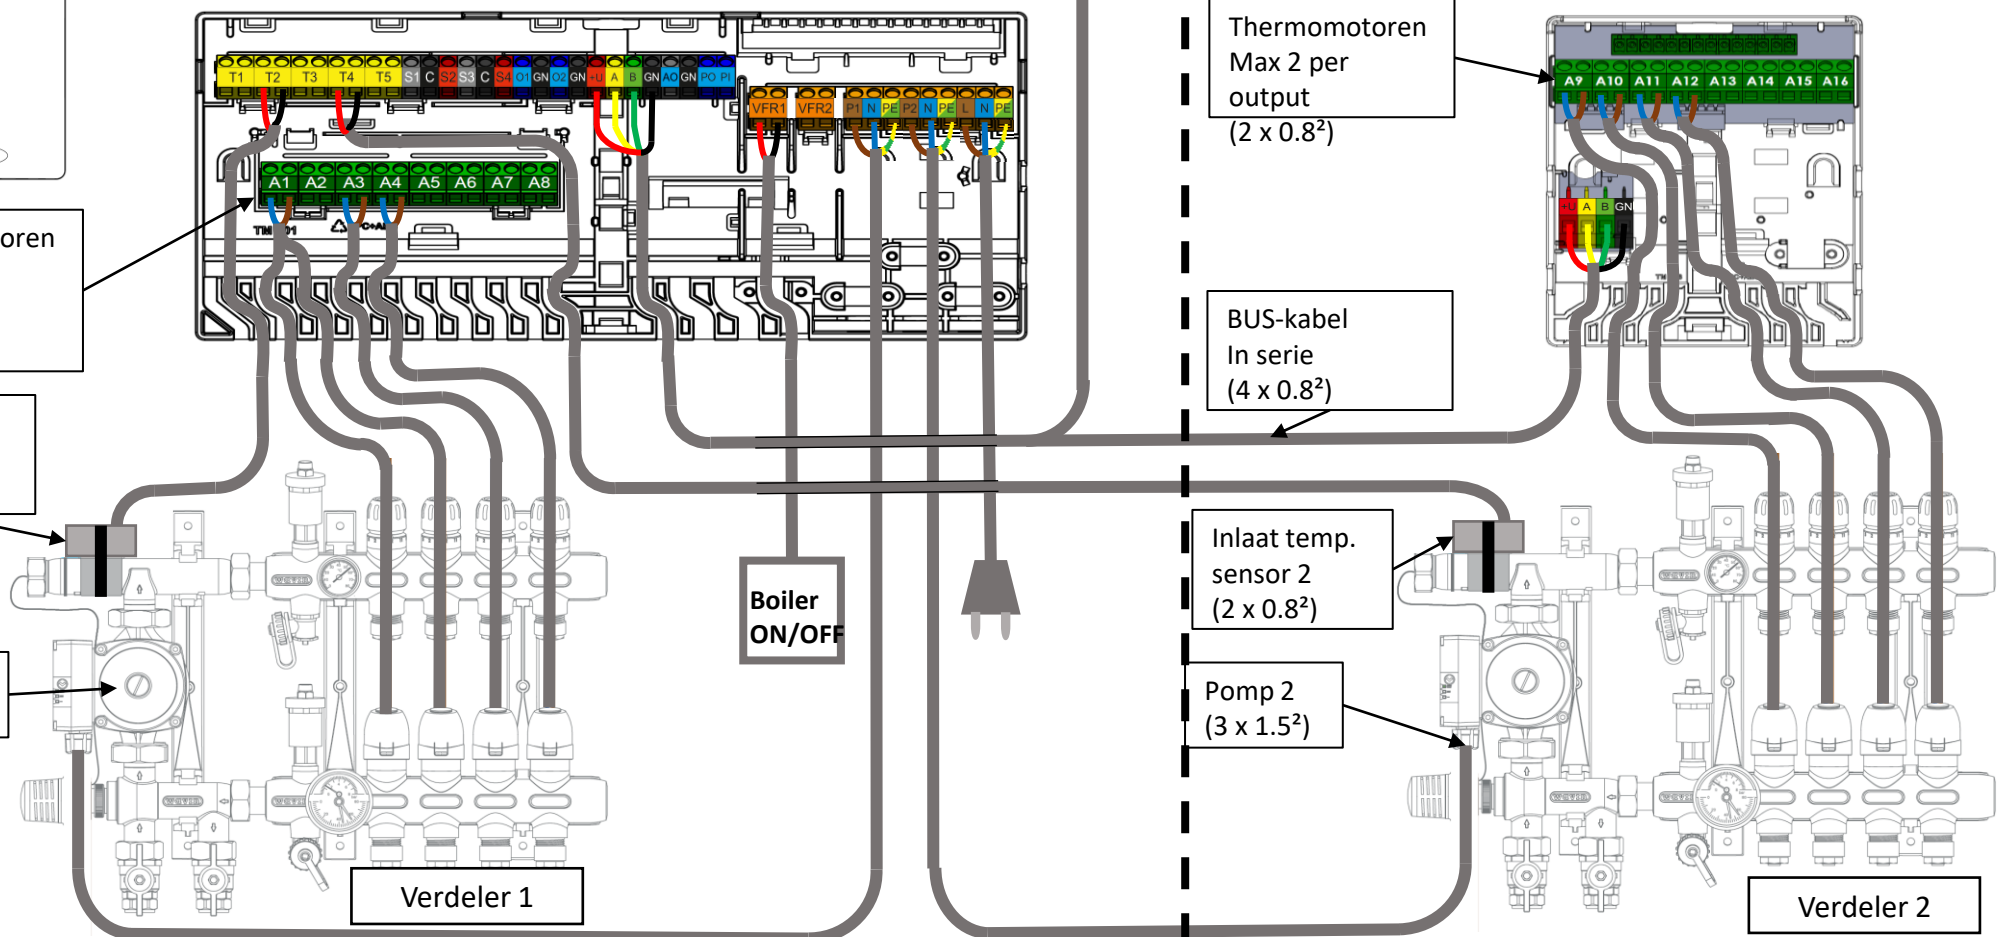 T1 T2 T3 T4 T5 S1 C S2 S3 C S4 O1 GN O2 GN +U A B GN AO GN PO PI
VFR1 VFR2 P1 N PE P2 N PE L N PE
A1 A2 A3 A4 A5 A6 A7 A8
oren
Thermomotoren
Max 2 per
output
(2 x 0.8²)
A9 A10 A11 A12 A13 A14 A15 A16
+U A B GN
BUS-kabel
In serie
(4 x 0.8²)
Inlaat temp.
sensor 2
(2 x 0.8²)
Boiler
ON/OFF
Pomp 2
(3 x 1.5²)
Verdeler 1
Verdeler 2